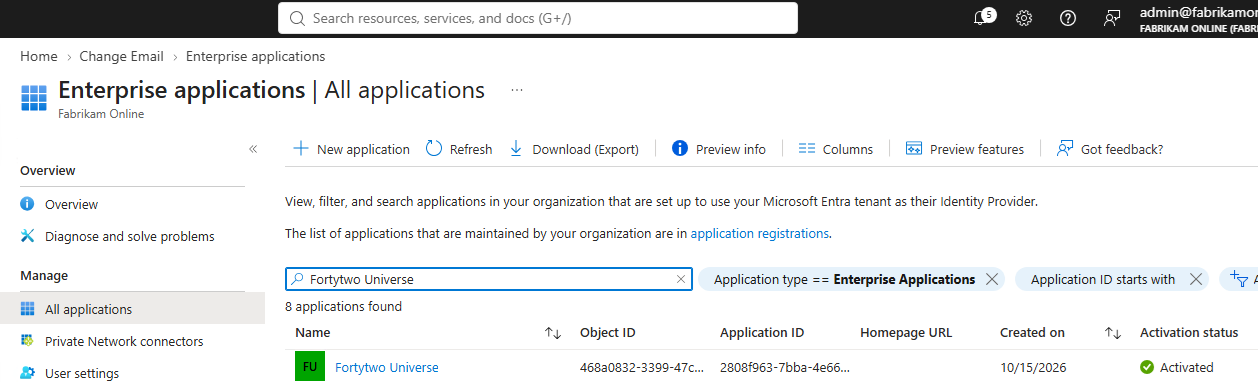 Search resources, services, and docs (G+/)
5
admin@fabrikamor
FABRIKAM ONLINE (FABR
Home > Change Email > Enterprise applications
Enterprise applications | All applications ...
Fabrikam Online
«
New application Refresh Download (Export) Preview info Columns Preview features Got feedback?
Overview
Overview
Diagnose and solve problems
Manage
All applications
Private Network connectors
User settings
View, filter, and search applications in your organization that are set up to use your Microsoft Entra tenant as their Identity Provider.
The list of applications that are maintained by your organization are in application registrations.
Fortytwo Universe Application type == Enterprise Applications Application ID starts with A
8 applications found
Name Object ID Application ID Homepage URL Created on Activation status
FU Fortytwo Universe 468a0832-3399-47c... 2808f963-7bba-4e66... 10/15/2026 Activated